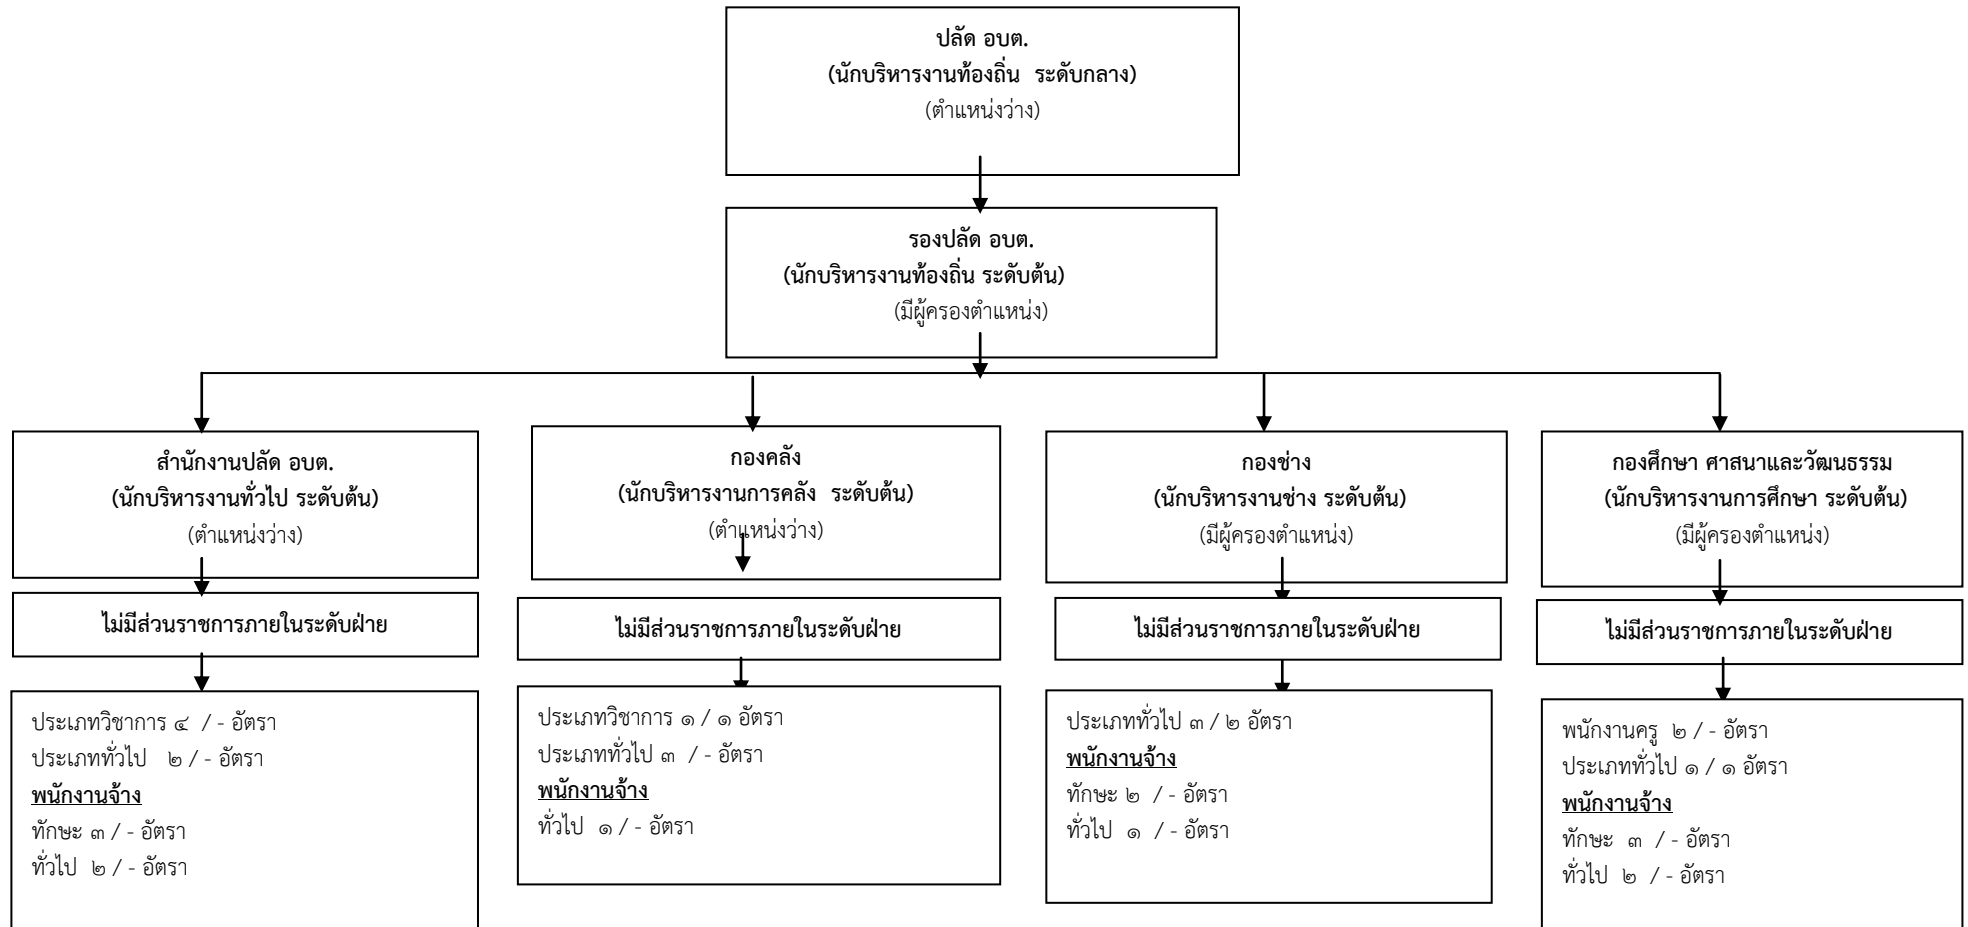 ปลัด อบต.
(นักบริหารงานท้องถิ่น  ระดับกลาง)
(ตำแหน่งว่าง)
รองปลัด อบต.
(นักบริหารงานท้องถิ่น ระดับต้น)
(มีผู้ครองตำแหน่ง)
สำนักงานปลัด อบต.
(นักบริหารงานทั่วไป ระดับต้น)
(ตำแหน่งว่าง)
ไม่มีส่วนราชการภายในระดับฝ่าย
ประเภทวิชาการ ๔  / - อัตรา
ประเภททั่วไป   ๒ / - อัตรา
พนักงานจ้าง
ทักษะ ๓ / - อัตรา
ทั่วไป  ๒ / - อัตรา
กองคลัง
(นักบริหารงานการคลัง  ระดับต้น)
(ตำแหน่งว่าง)
ไม่มีส่วนราชการภายในระดับฝ่าย
ประเภทวิชาการ ๑ / ๑ อัตรา
ประเภททั่วไป ๓  / - อัตรา
พนักงานจ้าง
ทั่วไป  ๑ / - อัตรา
กองช่าง
(นักบริหารงานช่าง ระดับต้น)
(มีผู้ครองตำแหน่ง)
ไม่มีส่วนราชการภายในระดับฝ่าย
ประเภททั่วไป ๓ / ๒ อัตรา
พนักงานจ้าง
ทักษะ ๒  / - อัตรา
ทั่วไป  ๑  / - อัตรา
กองศึกษา ศาสนาและวัฒนธรรม
(นักบริหารงานการศึกษา ระดับต้น)
(มีผู้ครองตำแหน่ง)
ไม่มีส่วนราชการภายในระดับฝ่าย
พนักงานครู  ๒ / - อัตรา
ประเภททั่วไป ๑ / ๑ อัตรา
พนักงานจ้าง
ทักษะ  ๓  / - อัตรา
ทั่วไป  ๒  / - อัตรา